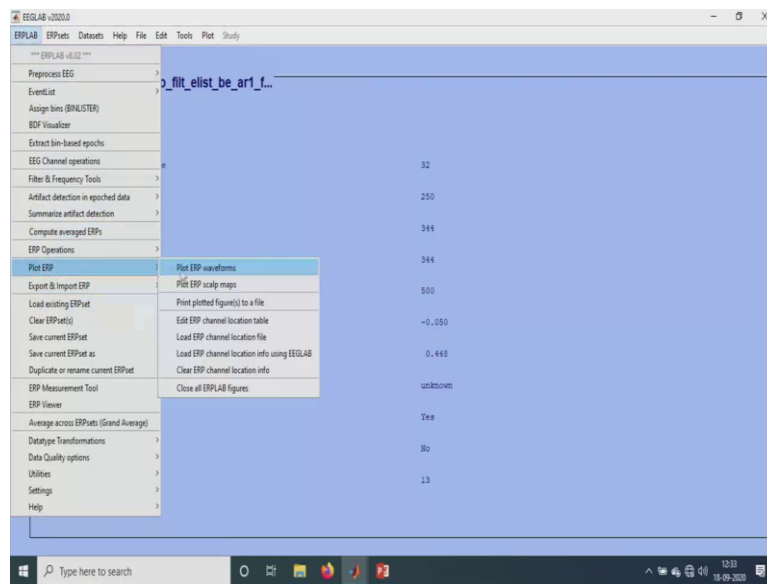 EEGLAB v2020.0
ERPLAB ERPsets Datasets Help File Edit Tools Plot Study
*** ERPLAB v8.02 ***
Preprocess EEG
EventList
Assign bins (BINLISTER)
BDF Visualizer
Extract bin-based epochs
EEG Channel operations
Filter & Frequency Tools
Artifact detection in epoched data
Summarize artifact detection
Compute averaged ERPs
ERP Operations
Plot ERP
Export & Import ERP
Load existing ERPset
Clear ERPset(s)
Save current ERPset
Save current ERPset as
Duplicate or rename current ERPset
ERP Measurement Tool
ERP Viewer
Average across ERPsets (Grand Average)
Datatype Transformations
Data Quality options
Utilities
Settings
Help
Plot ERP waveforms
Plot ERP scalp maps
Print plotted figure(s) to a file
Edit ERP channel location table
Load ERP channel location file
Load ERP channel location info using EEGLAB
Clear ERP channel location info
Close all ERPLAB figures
_filt_elist_be_ar1_f...
32
250
344
344
500
-0.050
0.448
unknown
Yes
No
13
Type here to search
12:33
18-09-2020